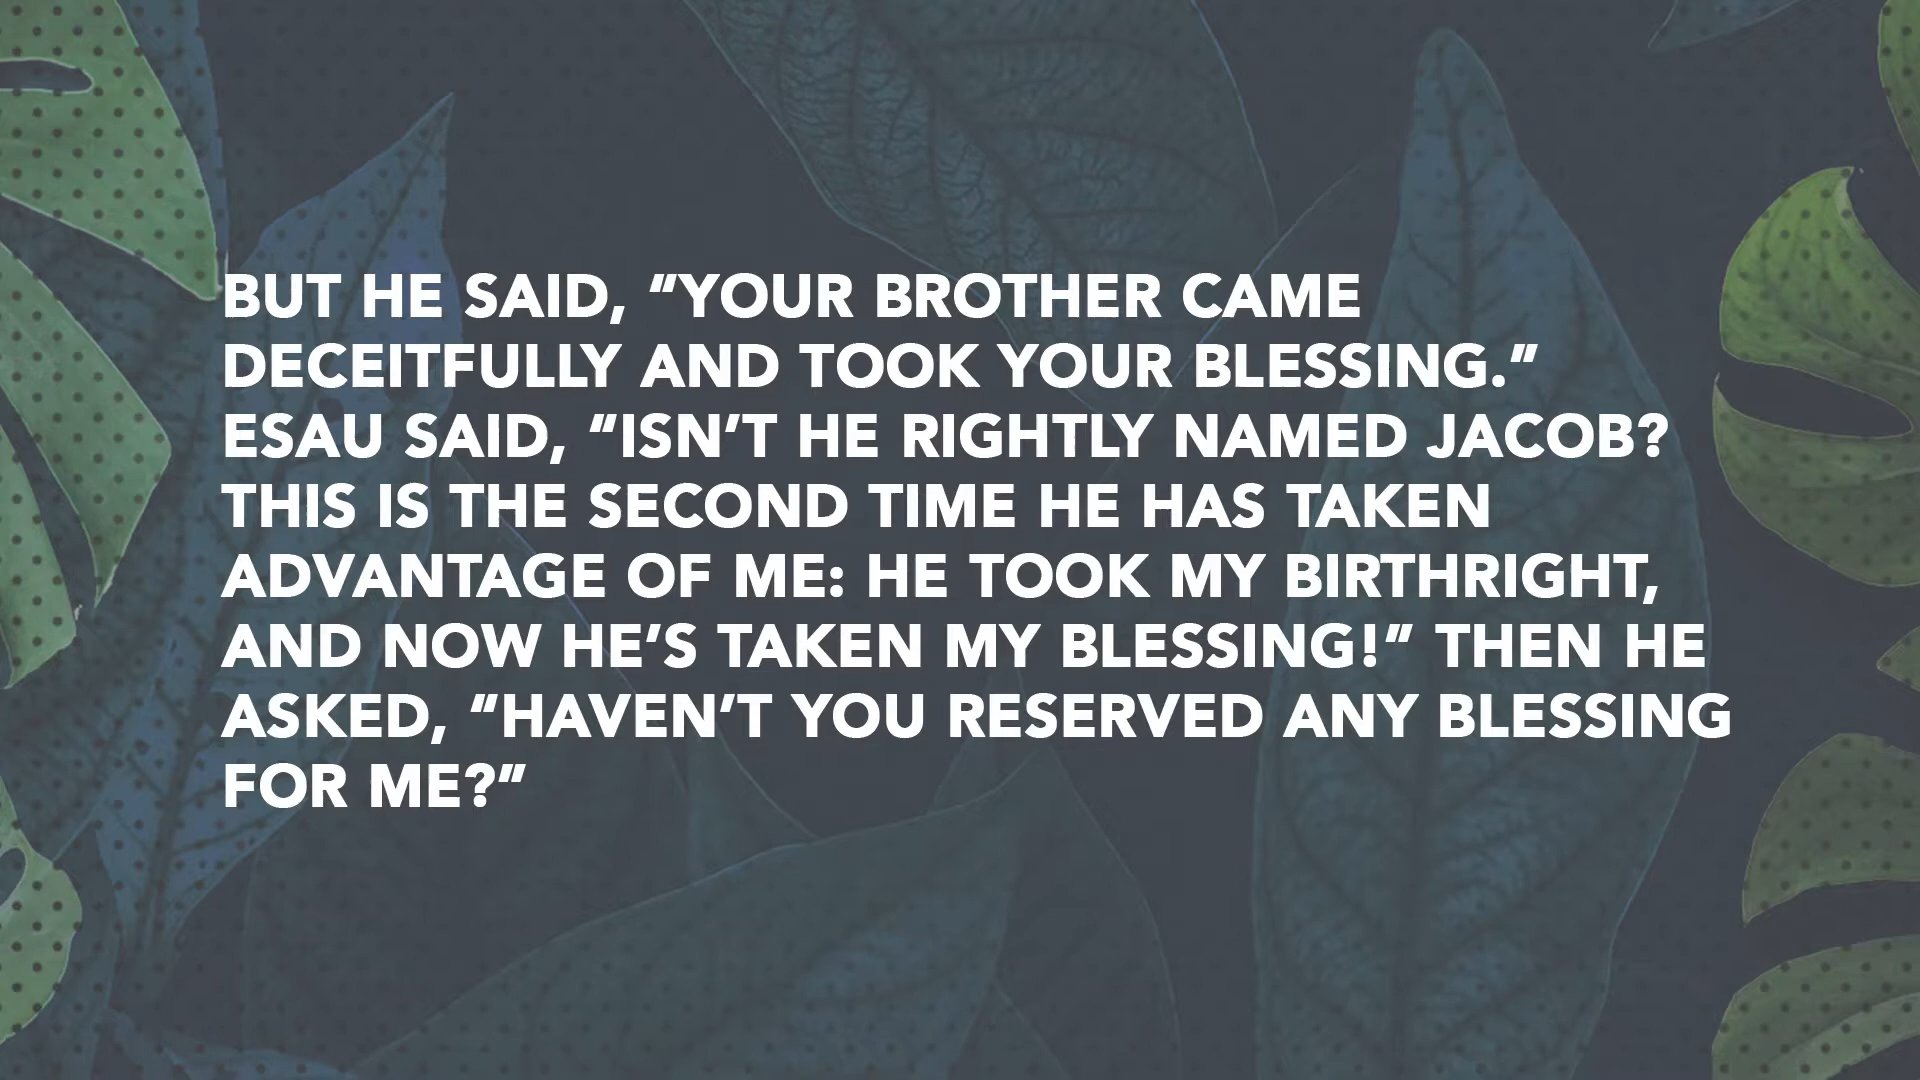 BUT HE SAID, “YOUR BROTHER CAME
DECEITFULLY AND TOOK YOUR BLESSING.”
ESAU SAID, “ISN’T HE RIGHTLY NAMED JACOB?
THIS IS THE SECOND TIME HE HAS TAKEN
ADVANTAGE OF ME: HE TOOK MY BIRTHRIGHT,
AND NOW HE’S TAKEN MY BLESSING!” THEN HE
ASKED, “HAVEN’T YOU RESERVED ANY BLESSING
FOR ME?”